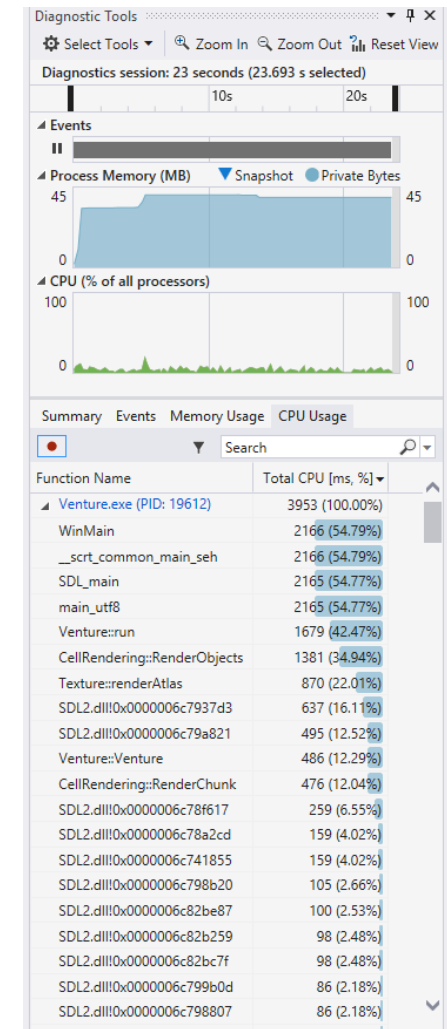 Diagnostic Tools
Select Tools Zoom In Zoom Out Reset View
Diagnostics session: 23 seconds (23.693 s selected)
10s 20s
Events
Process Memory (MB) Snapshot Private Bytes
45 45
0 0
CPU (% of all processors)
100 100
0 0
Summary Events Memory Usage CPU Usage
Search
Function Name Total CPU [ms, %]
Venture.exe (PID: 19612) 3953 (100.00%)
WinMain 2166 (54.79%)
__scrt_common_main_seh 2166 (54.79%)
SDL_main 2165 (54.77%)
main_utf8 2165 (54.77%)
Venture::run 1679 (42.47%)
CellRendering::RenderObjects 1381 (34.94%)
Texture::renderAtlas 870 (22.01%)
SDL2.dll!0x0000006c7937d3 637 (16.11%)
SDL2.dll!0x0000006c79a821 495 (12.52%)
Venture::Venture 486 (12.29%)
CellRendering::RenderChunk 476 (12.04%)
SDL2.dll!0x0000006c78f617 259 (6.55%)
SDL2.dll!0x0000006c78a2cd 159 (4.02%)
SDL2.dll!0x0000006c741855 159 (4.02%)
SDL2.dll!0x0000006c798b20 105 (2.66%)
SDL2.dll!0x0000006c82be87 100 (2.53%)
SDL2.dll!0x0000006c82b259 98 (2.48%)
SDL2.dll!0x0000006c82bc7f 98 (2.48%)
SDL2.dll!0x0000006c799b0d 86 (2.18%)
SDL2.dll!0x0000006c798807 86 (2.18%)